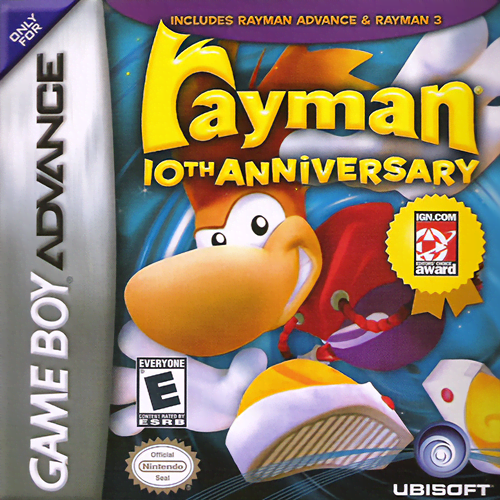 ONLY
FOR
INCLUDES RAYMAN ADVANCE & RAYMAN 3
rayman®
10TH ANNiVERSARY
GAME BOY ADVANCE
IGN.COM
EDITORS' CHOICE
award
EVERYONE
E
CONTENT RATED BY
ESRB
Official
Nintendo
Seal
UBISOFT